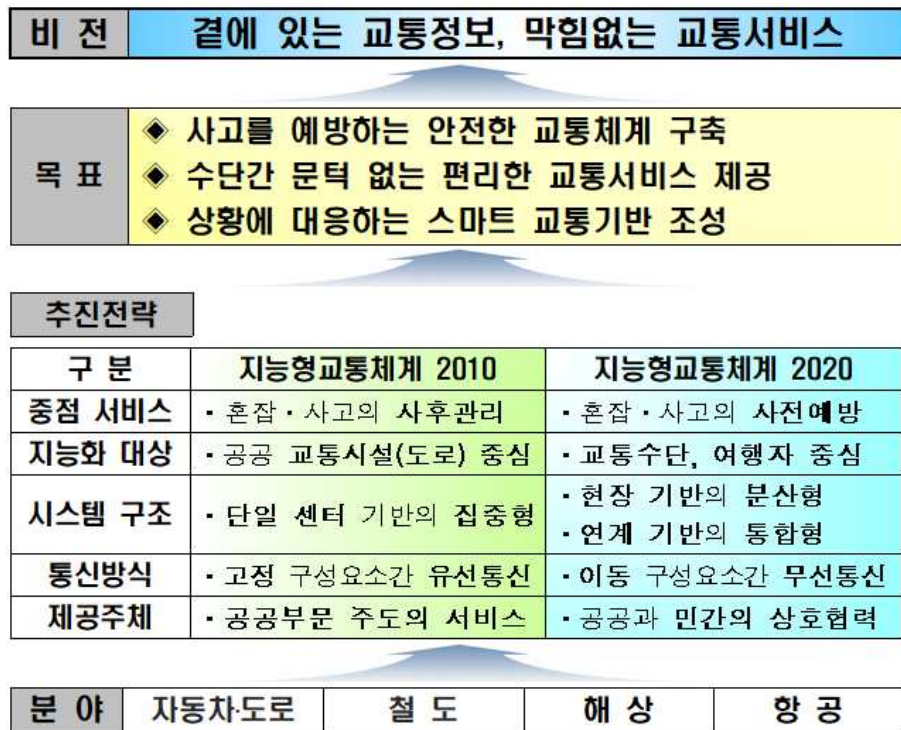 비 전 곁에 있는 교통정보, 막힘없는 교통서비스
◈ 사고를 예방하는 안전한 교통체계 구축
목 표 ◈ 수단간 문턱 없는 편리한 교통서비스 제공
◈ 상황에 대응하는 스마트 교통기반 조성
추진전략
구 분 지능형교통체계 2010 지능형교통체계 2020
중점 서비스 · 혼잡·사고의 사후관리 · 혼잡·사고의 사전예방
지능화 대상 · 공공 교통시설(도로) 중심 · 교통수단, 여행자 중심
시스템 구조 · 단일 센터 기반의 집중형 · 현장 기반의 분산형
· 연계 기반의 통합형
통신방식 · 고정 구성요소간 유선통신 · 이동 구성요소간 무선통신
제공주체 · 공공부문 주도의 서비스 · 공공과 민간의 상호협력
분 야 자동차·도로 철 도 해 상 항 공